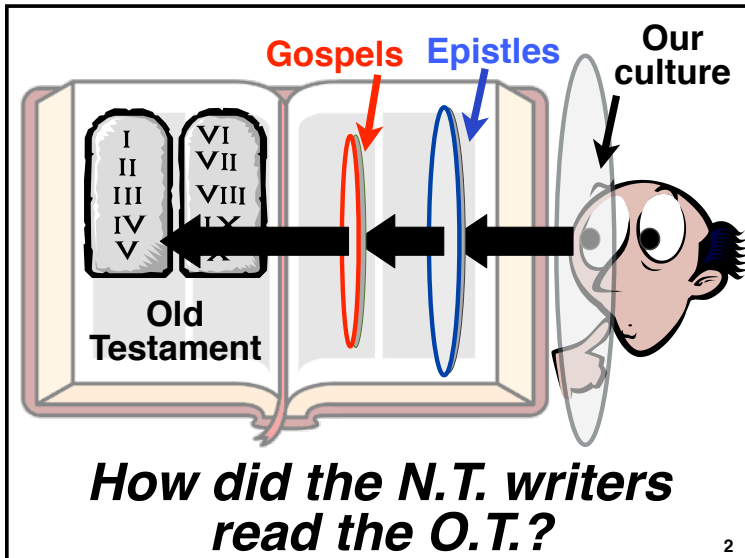 Gospels
Epistles
Our
culture
I
II
III
IV
V
VI
VII
VIII
IX
X
Old
Testament
How did the N.T. writers
read the O.T.?
2